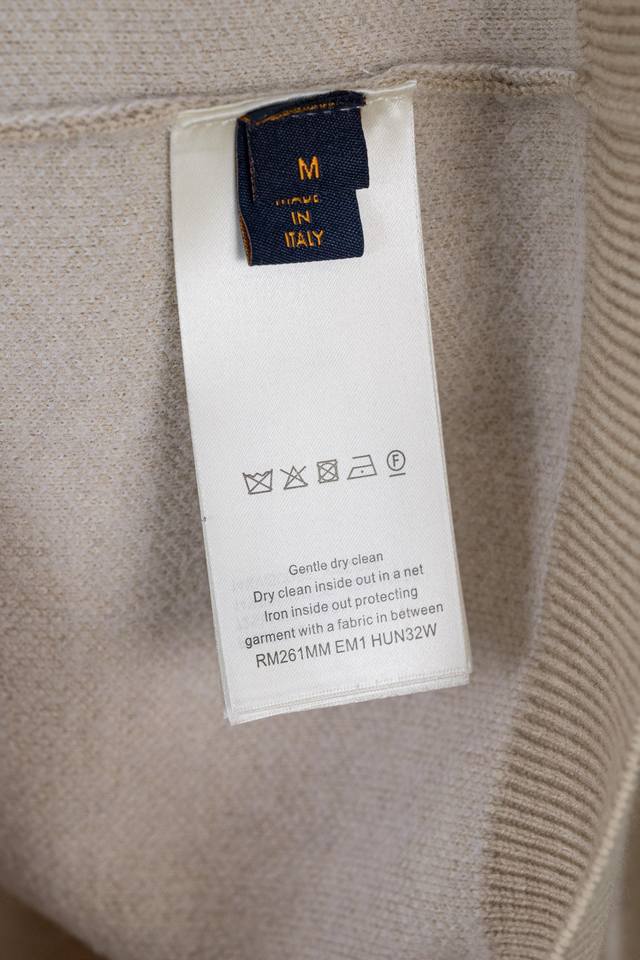 M
MADE
IN
ITALY
F
Gentle dry clean
Dry clean inside out in a net
Iron inside out protecting
garment with a fabric in between
RM261MM EM1 HUN32W